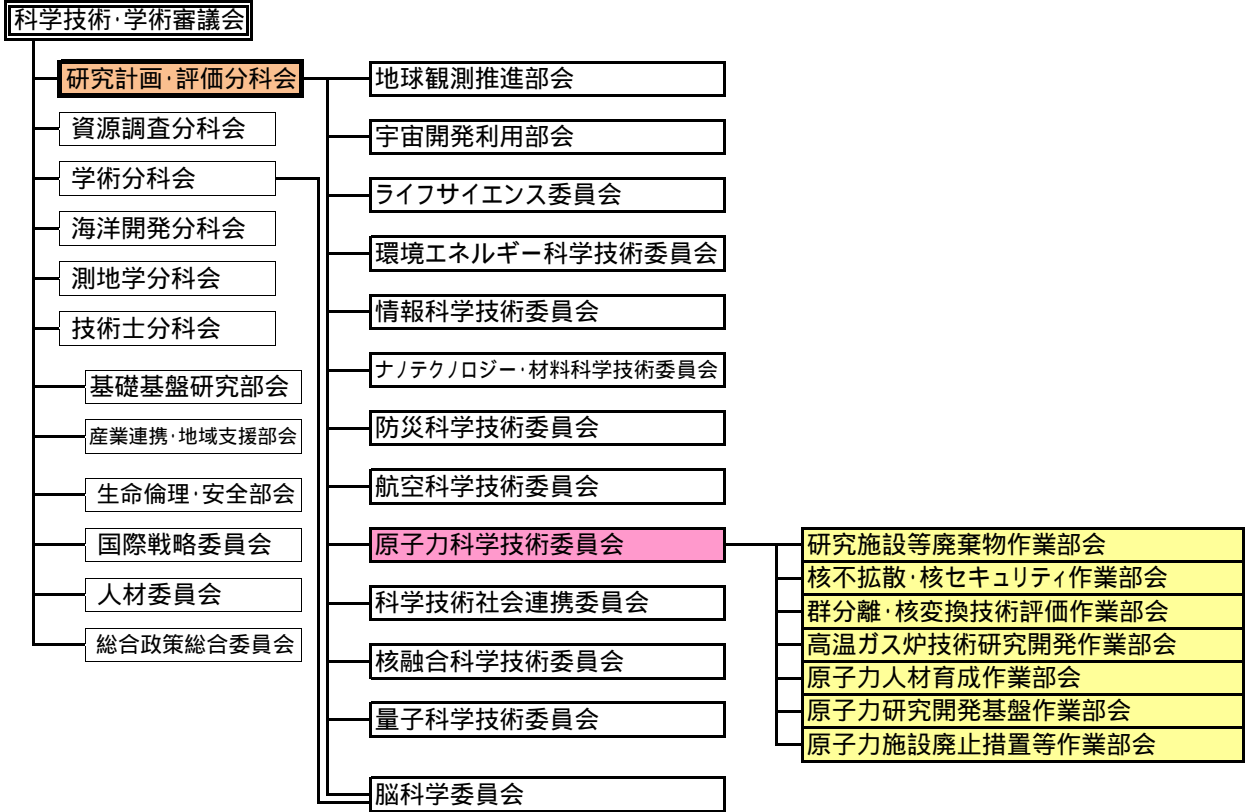 科学技術・学術審議会
研究計画・評価分科会
資源調査分科会
学術分科会
海洋開発分科会
測地学分科会
技術士分科会
基礎基盤研究部会
産業連携・地域支援部会
生命倫理・安全部会
国際戦略委員会
人材委員会
総合政策総合委員会
地球観測推進部会
宇宙開発利用部会
ライフサイエンス委員会
環境エネルギー科学技術委員会
情報科学技術委員会
ナノテクノロジー・材料科学技術委員会
防災科学技術委員会
航空科学技術委員会
原子力科学技術委員会
科学技術社会連携委員会
核融合科学技術委員会
量子科学技術委員会
脳科学委員会
研究施設等廃棄物作業部会
核不拡散・核セキュリティ作業部会
群分離・核変換技術評価作業部会
高温ガス炉技術研究開発作業部会
原子力人材育成作業部会
原子力研究開発基盤作業部会
原子力施設廃止措置等作業部会